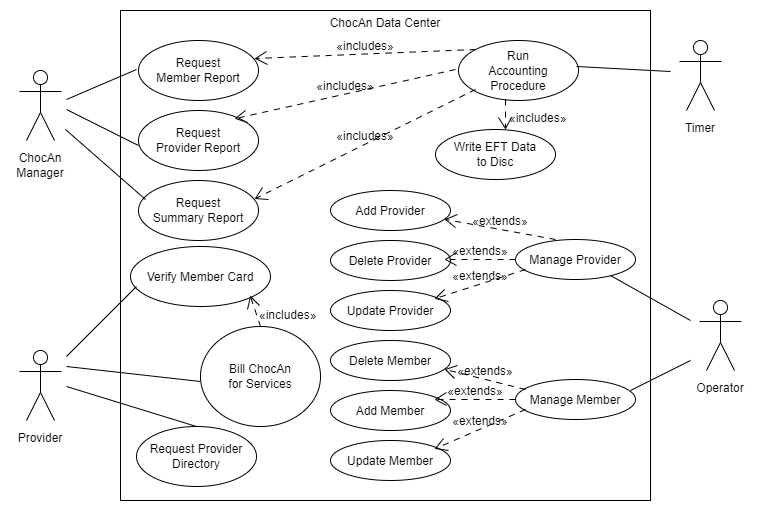 ChocAn Data Center
Request
Member Report
«includes»
Run
Accounting
Procedure
Timer
ChocAn
Manager
«includes»
«includes»
Request
Provider Report
«includes»
Write EFT Data
to Disc
Request
Summary Report
Add Provider
«extends»
Delete Provider
«extends»
Manage Provider
«extends»
Update Provider
Verify Member Card
«includes»
Bill ChocAn
for Services
Delete Member
«extends»
«extends»
Manage Member
Add Member
«extends»
Update Member
Operator
Provider
Request Provider
Directory